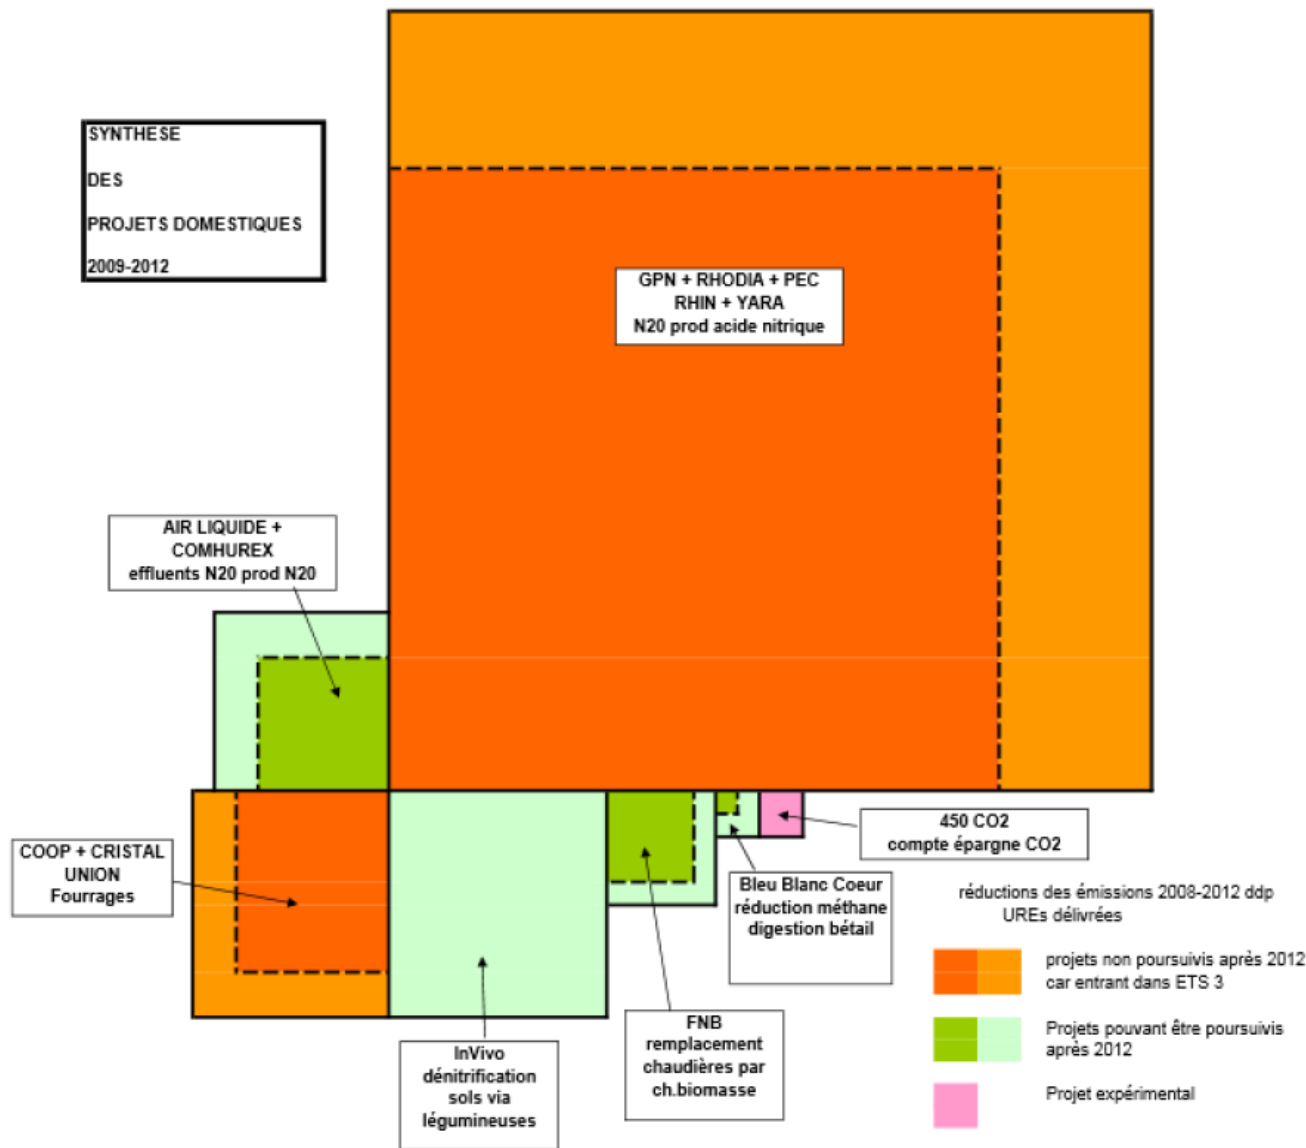 SYNTHESE
DES
PROJETS DOMESTIQUES
2009-2012
GPN + RHODIA + PEC
RHIN + YARA
N20 prod acide nitrique
AIR LIQUIDE +
COMHUREX
effluents N20 prod N20
COOP + CRISTAL
UNION
Fourrages
450 CO2
compte épargne CO2
Bleu Blanc Coeur
réduction méthane
digestion bétail
FNB
remplacement
chaudières par
ch.biomasse
InVivo
dénitrification
sols via
légumineuses
réductions des émissions 2008-2012 ddp
UREs délivrées
projets non poursuivis après 2012
car entrant dans ETS 3
Projets pouvant être poursuivis
après 2012
Projet expérimental